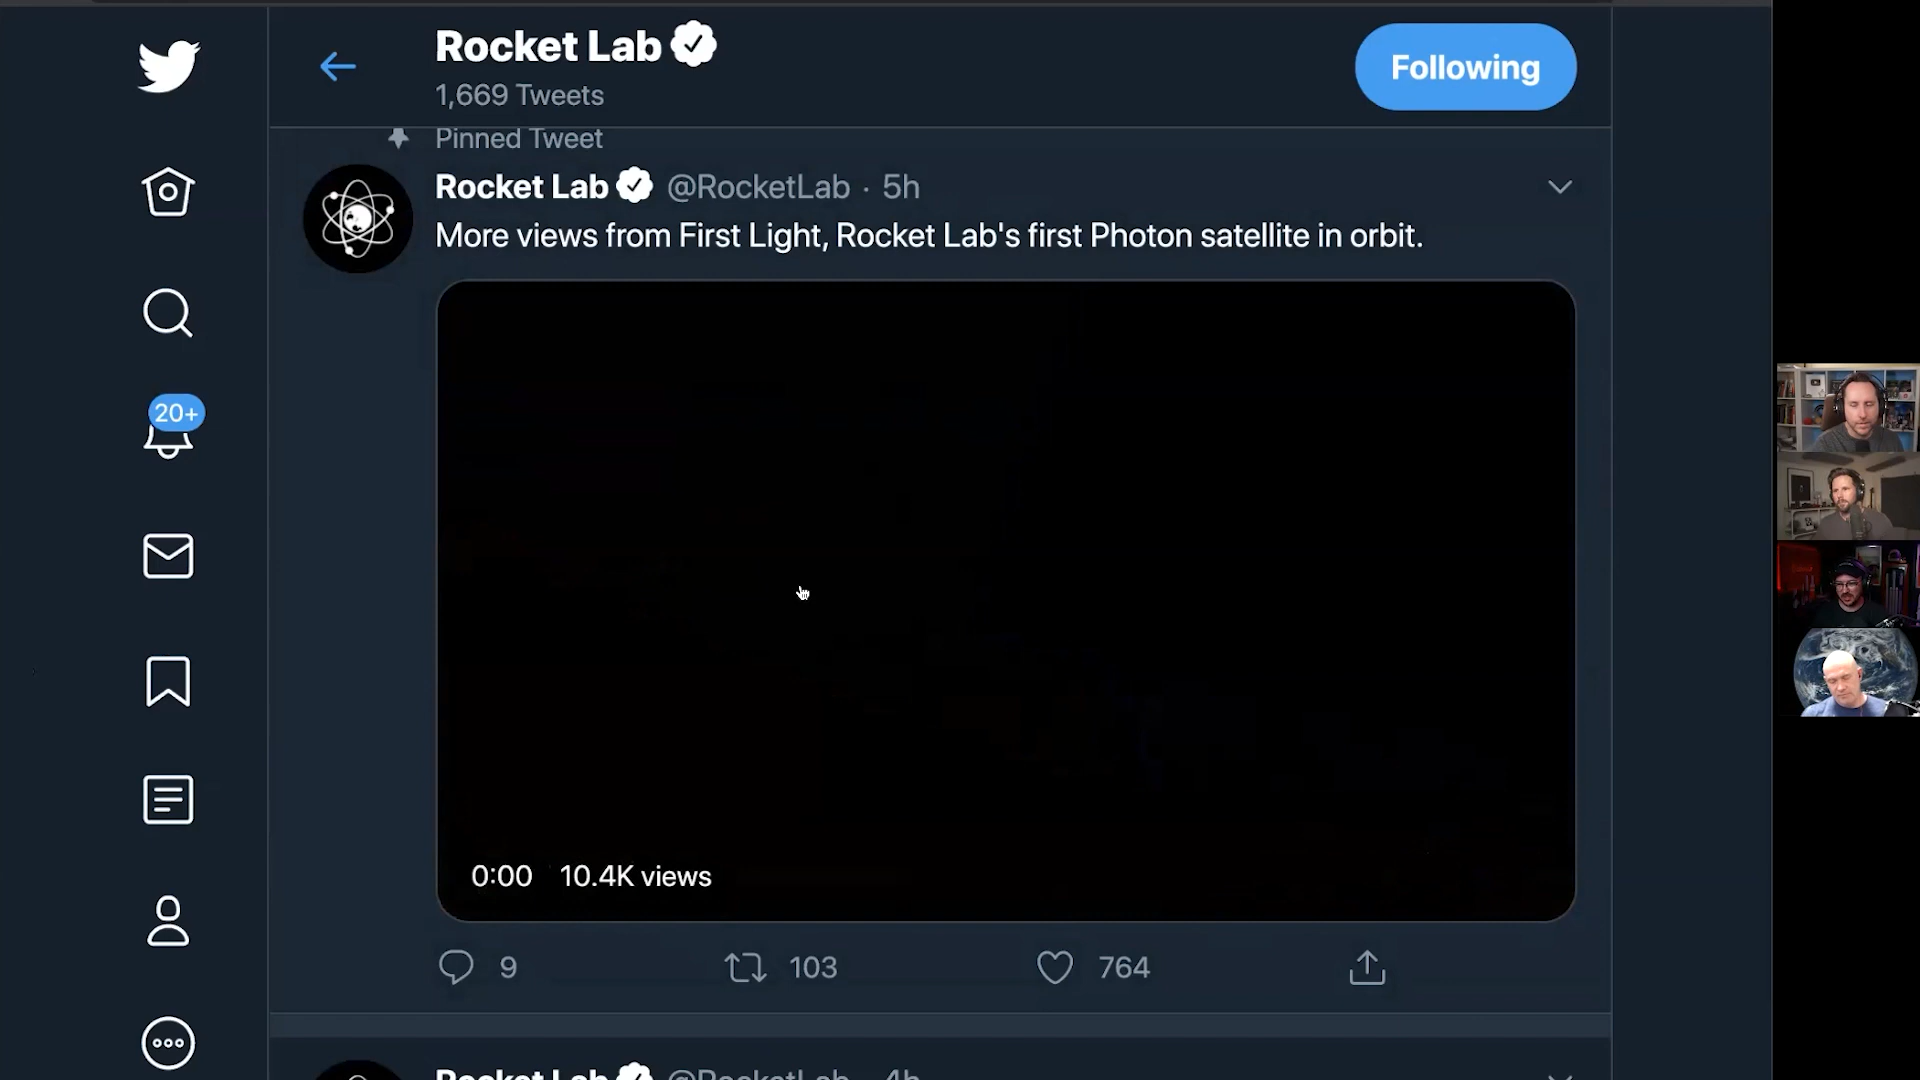 Rocket Lab
1,669 Tweets
Following
Pinned Tweet
Rocket Lab @RocketLab · 5h
More views from First Light, Rocket Lab's first Photon satellite in orbit.
20+
0:00 10.4K views
9 103 764
Rocket Lab @RocketLab 4h